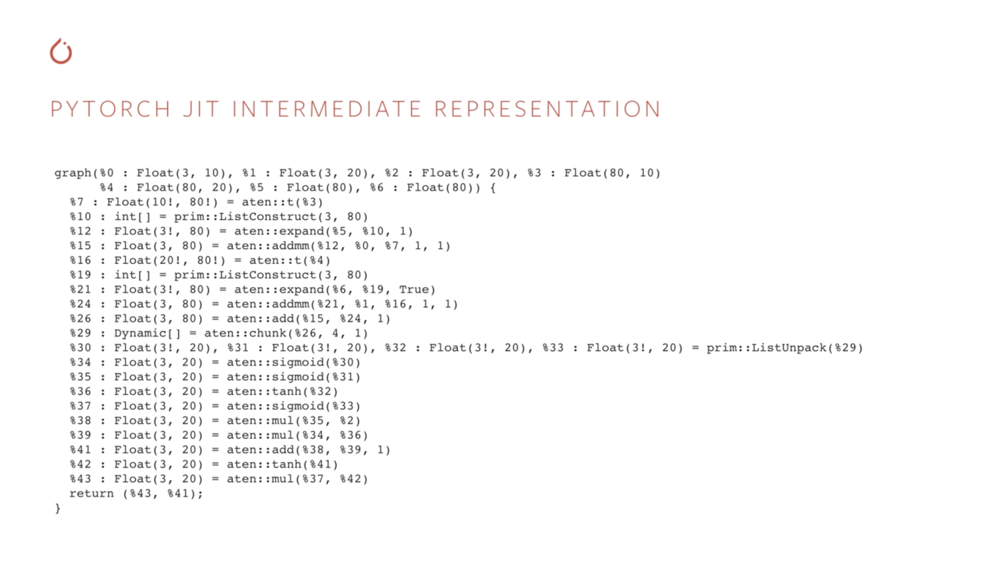 PYTORCH JIT INTERMEDIATE REPRESENTATION
graph(%0 : Float(3, 10), %1 : Float(3, 20), %2 : Float(3, 20), %3 : Float(80, 10)
%4 : Float(80, 20), %5 : Float(80), %6 : Float(80)) {
%7 : Float(10!, 80!) = aten::t(%3)
%10 : int[] = prim::ListConstruct(3, 80)
%12 : Float(3!, 80) = aten::expand(%5, %10, 1)
%15 : Float(3, 80) = aten::addmm(%12, %0, %7, 1, 1)
%16 : Float(20!, 80!) = aten::t(%4)
%19 : int[] = prim::ListConstruct(3, 80)
%21 : Float(3!, 80) = aten::expand(%6, %19, True)
%24 : Float(3, 80) = aten::addmm(%21, %1, %16, 1, 1)
%26 : Float(3, 80) = aten::add(%15, %24, 1)
%29 : Dynamic[] = aten::chunk(%26, 4, 1)
%30 : Float(3!, 20), %31 : Float(3!, 20), %32 : Float(3!, 20), %33 : Float(3!, 20) = prim::ListUnpack(%29)
%34 : Float(3, 20) = aten::sigmoid(%30)
%35 : Float(3, 20) = aten::sigmoid(%31)
%36 : Float(3, 20) = aten::tanh(%32)
%37 : Float(3, 20) = aten::sigmoid(%33)
%38 : Float(3, 20) = aten::mul(%35, %2)
%39 : Float(3, 20) = aten::mul(%34, %36)
%41 : Float(3, 20) = aten::add(%38, %39, 1)
%42 : Float(3, 20) = aten::tanh(%41)
%43 : Float(3, 20) = aten::mul(%37, %42)
return (%43, %41);
}